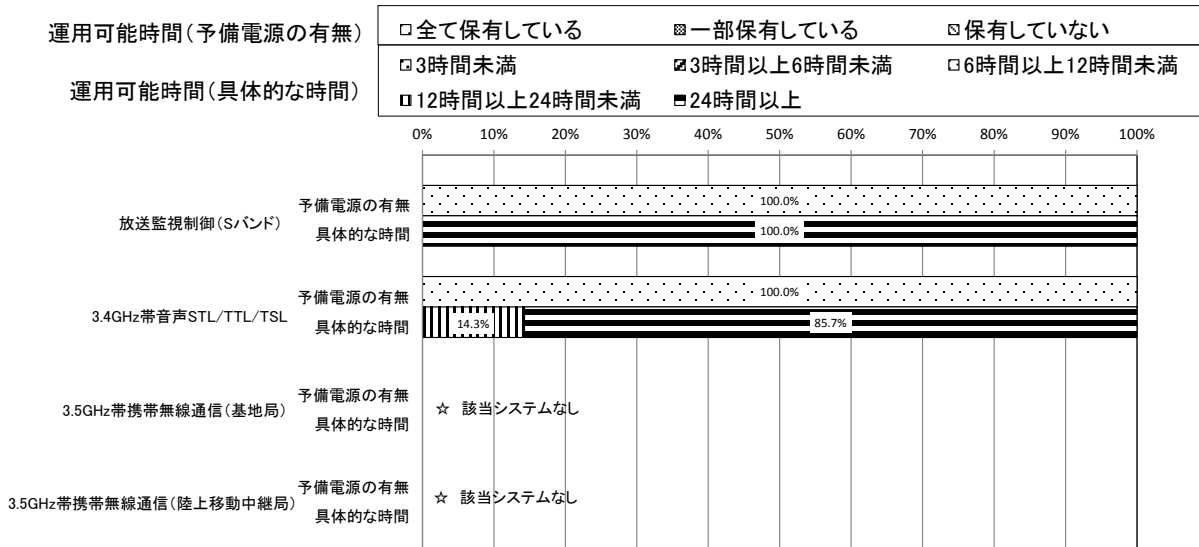 運用可能時間(予備電源の有無) 全て保有している 一部保有している 保有していない
3時間未満 3時間以上6時間未満 6時間以上12時間未満
運用可能時間(具体的な時間)
12時間以上24時間未満 24時間以上
0% 10% 20% 30% 40% 50% 60% 70% 80% 90% 100%
予備電源の有無 100.0%
放送監視制御(Sバンド)
具体的な時間 100.0%
予備電源の有無 100.0%
3.4GHz帯音声STL/TTL/TSL
具体的な時間 14.3% 85.7%
予備電源の有無
3.5GHz帯携帯無線通信(基地局) ☆ 該当システムなし
具体的な時間
予備電源の有無
3.5GHz帯携帯無線通信(陸上移動中継局) ☆ 該当システムなし
具体的な時間